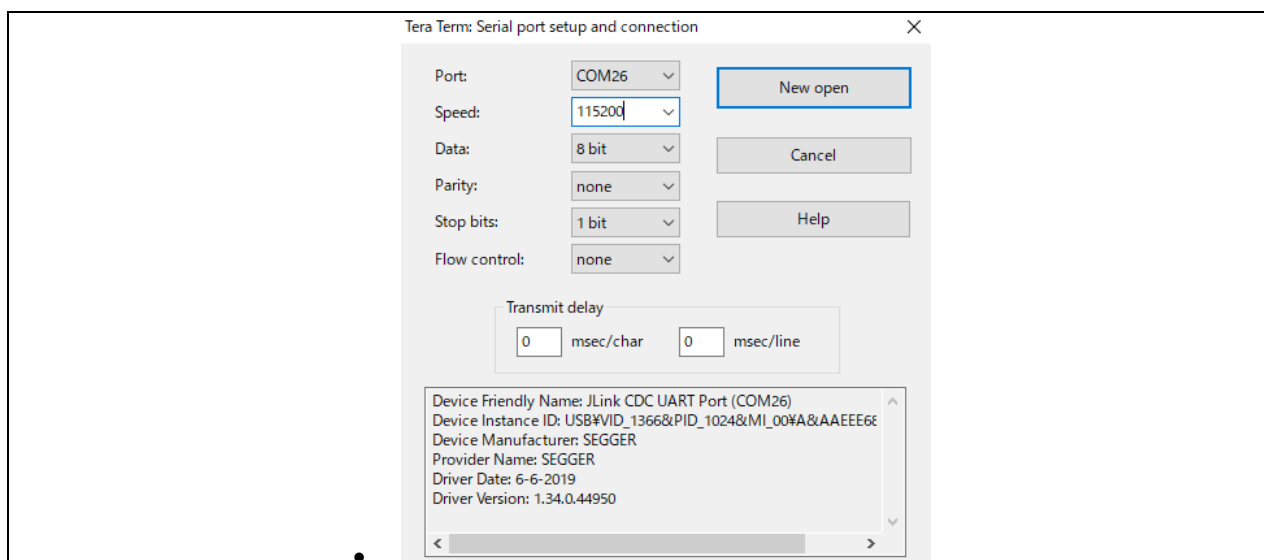 Tera Term: Serial port setup and connection
Port: COM26 New open
Speed: 115200
Data: 8 bit Cancel
Parity: none
Stop bits: 1 bit Help
Flow control: none
Transmit delay
0 msec/char 0 msec/line
Device Friendly Name: JLink CDC UART Port (COM26)
Device Instance ID: USB¥VID_1366&PID_1024&MI_00¥A&AAEEE68
Device Manufacturer: SEGGER
Provider Name: SEGGER
Driver Date: 6-6-2019
Driver Version: 1.34.0.44950